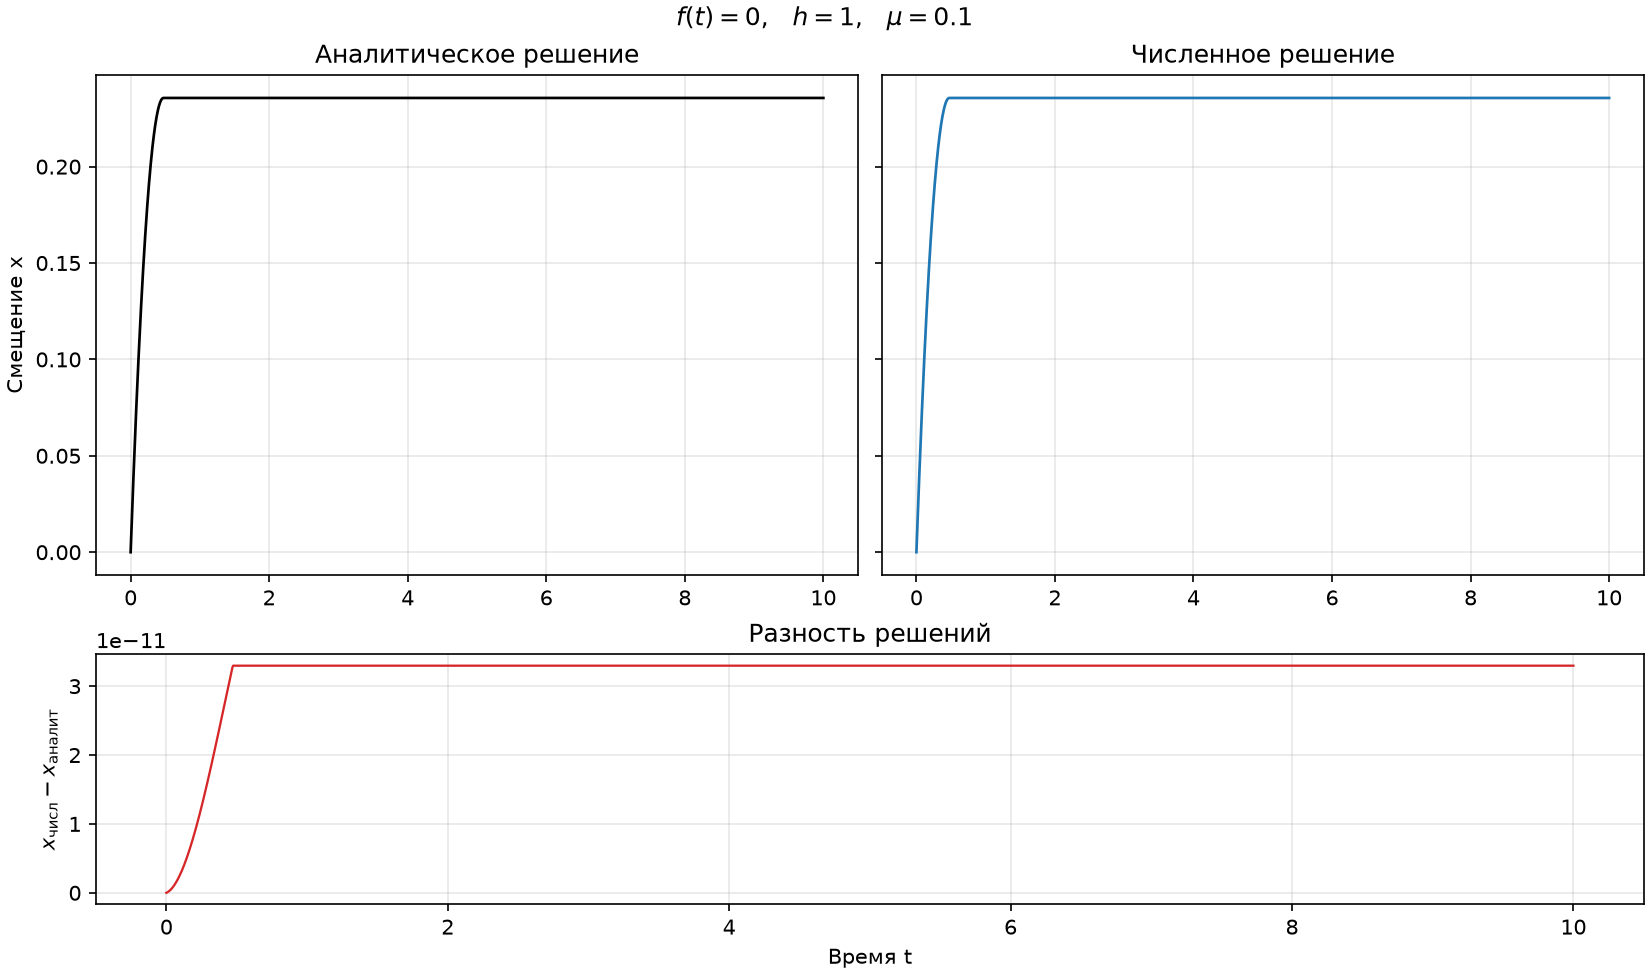 f(t) = 0, h = 1, μ = 0.1
Аналитическое решение
Численное решение
Смещение x
0.20
0.15
0.10
0.05
0.00
0 2 4 6 8 10
0 2 4 6 8 10
1e−11
Разность решений
xчисл − xаналит
3
2
1
0
0 2 4 6 8 10
Время t